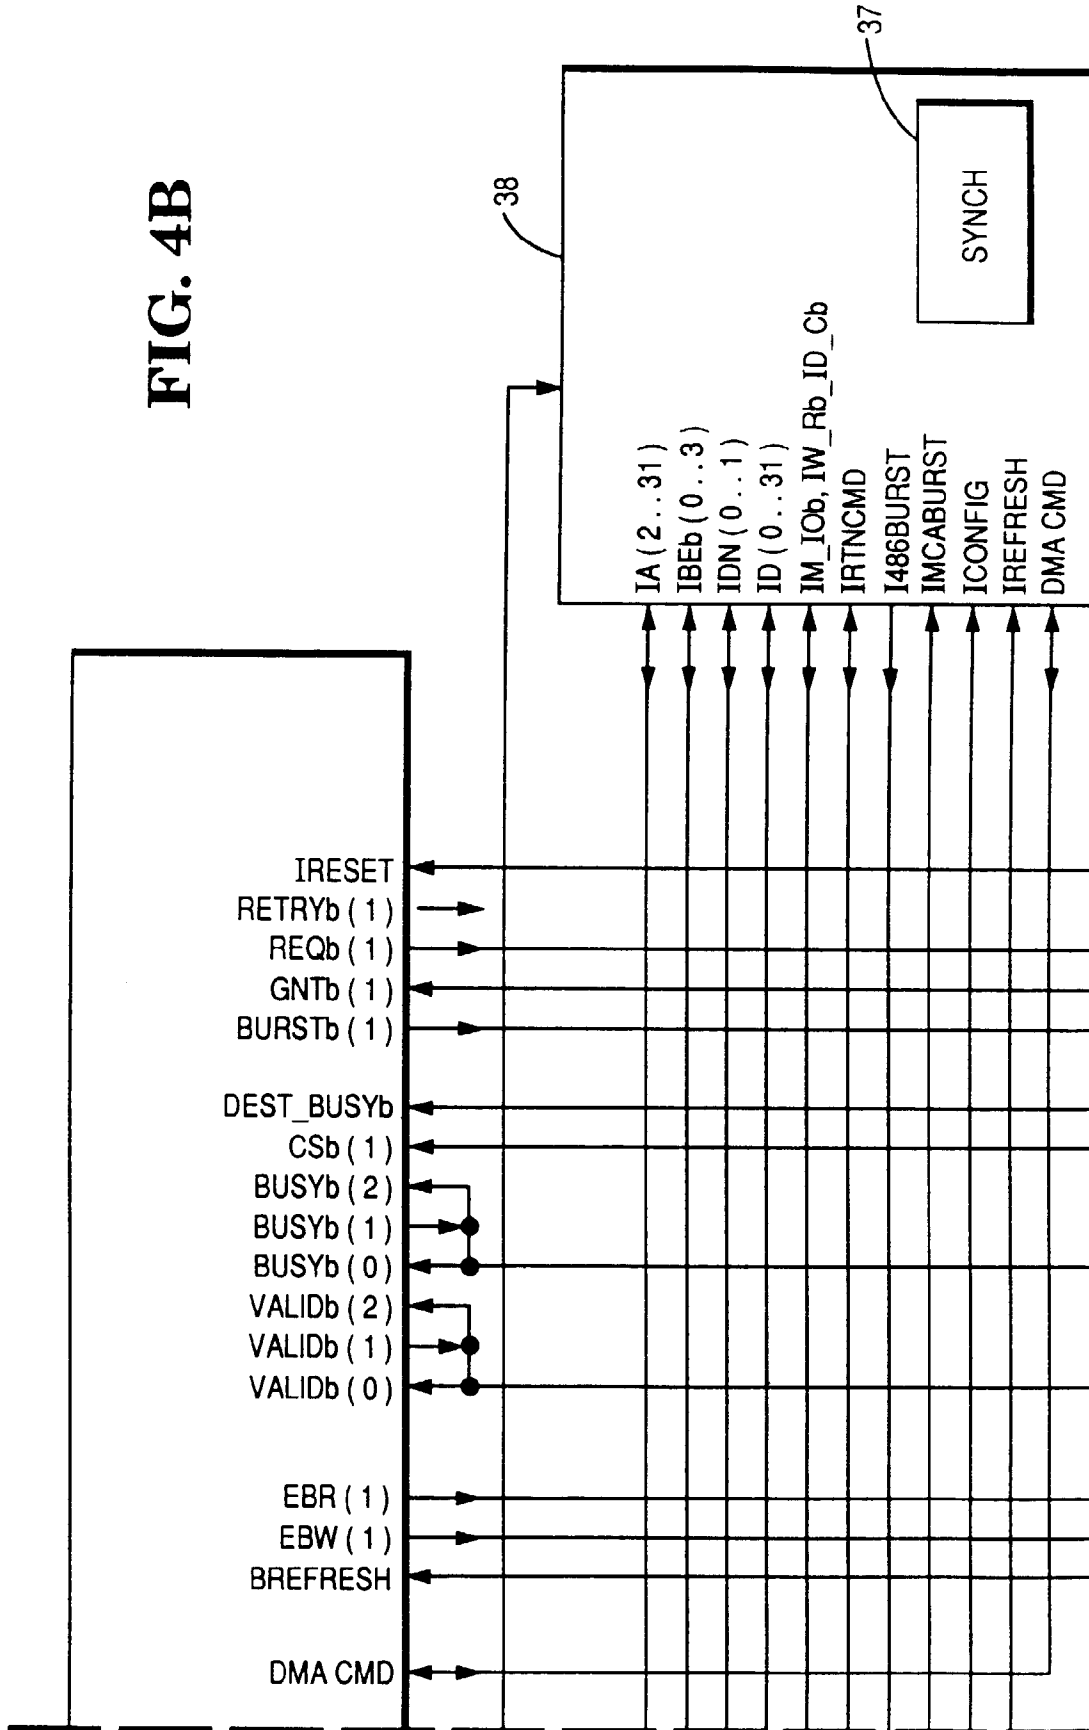 FIG. 4B
37
38
SYNCH
IA ( 2 . . 31 )
IBEb ( 0 . . 3 )
IDN ( 0 . . 1 )
ID ( 0 . . 31 )
IM_IOb, IW_Rb_ID_Cb
IRTNCMD
I486BURST
IMCABURST
ICONFIG
IREFRESH
DMA CMD
IRESET
RETRYb ( 1 )
REQb ( 1 )
GNTb ( 1 )
BURSTb ( 1 )
DEST_BUSYb
CSb ( 1 )
BUSYb ( 2 )
BUSYb ( 1 )
BUSYb ( 0 )
VALIDb ( 2 )
VALIDb ( 1 )
VALIDb ( 0 )
EBR ( 1 )
EBW ( 1 )
BREFRESH
DMA CMD